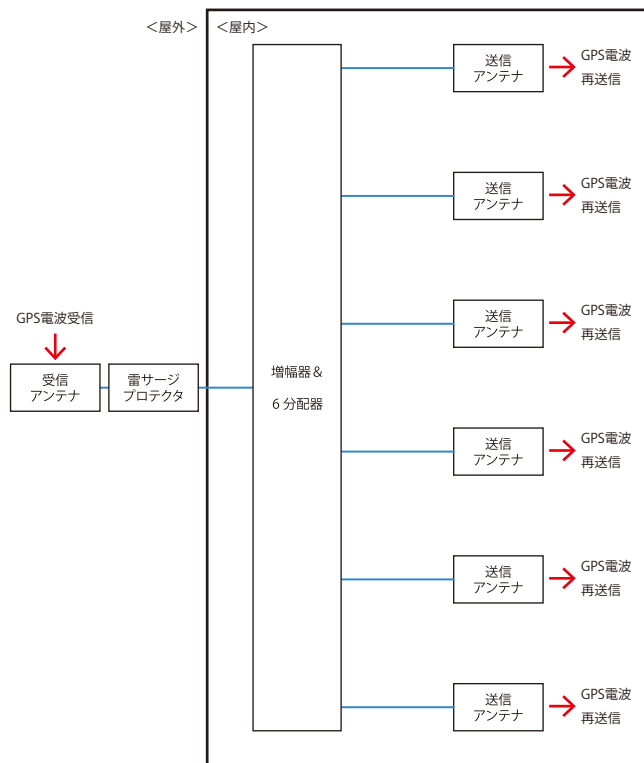 ＜屋外＞
＜屋内＞
送信
アンテナ
GPS電波
再送信
送信
アンテナ
GPS電波
再送信
送信
アンテナ
GPS電波
再送信
GPS電波受信
受信
アンテナ
雷サージ
プロテクタ
増幅器＆
6 分配器
送信
アンテナ
GPS電波
再送信
送信
アンテナ
GPS電波
再送信
送信
アンテナ
GPS電波
再送信